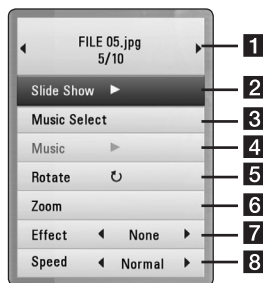 FILE 05.jpg 1
5/10
Slide Show 2
Music Select 3
Music 4
Rotate 5
Zoom 6
Effect None 7
Speed Normal 8